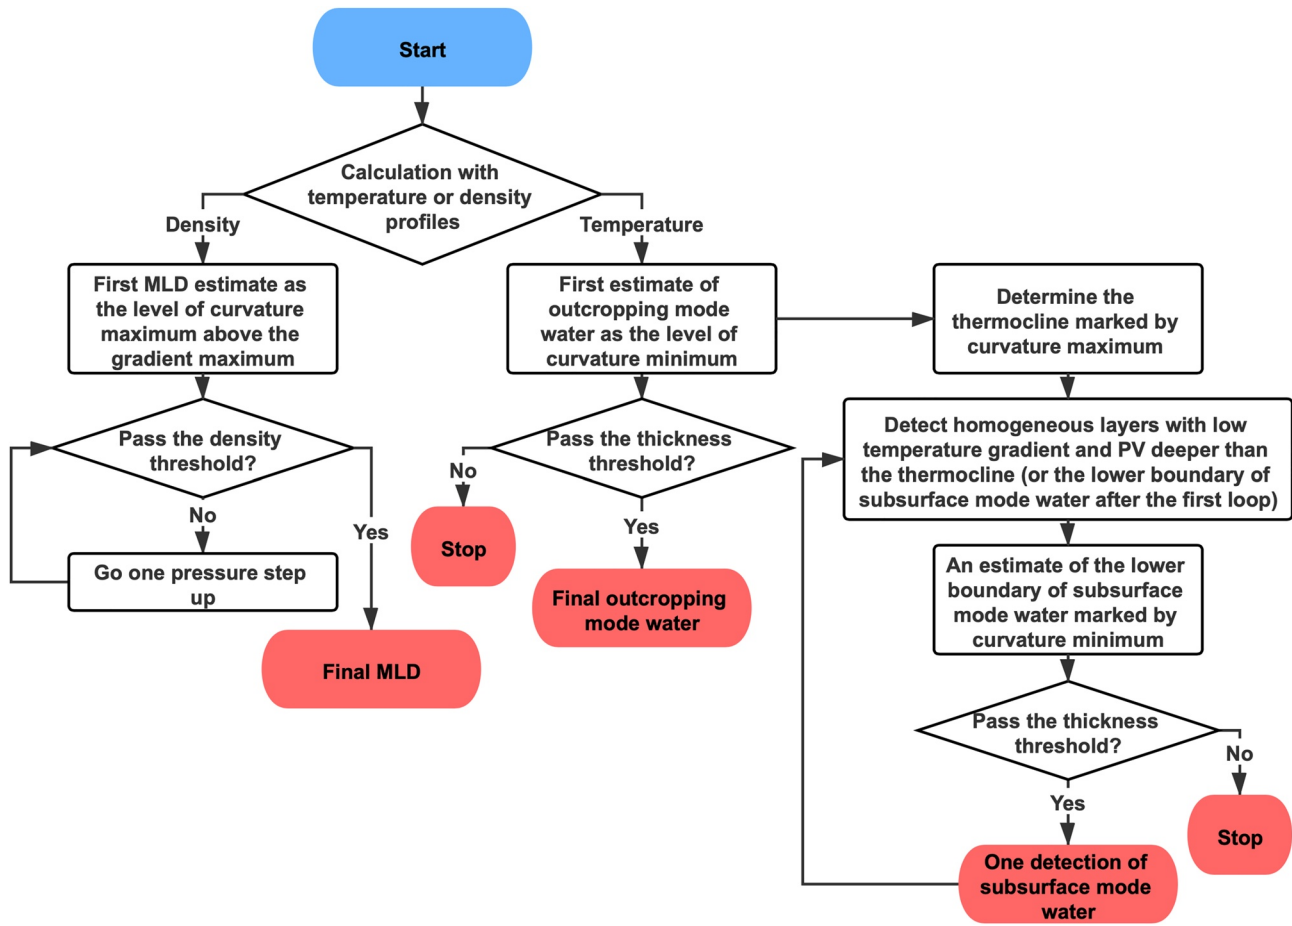 Start
Calculation with
temperature or density
profiles
Density
Temperature
First MLD estimate as
the level of curvature
maximum above the
gradient maximum
First estimate of
outcropping mode
water as the level of
curvature minimum
Determine the
thermocline marked by
curvature maximum
Pass the density
threshold?
No
Yes
Go one pressure step
up
Final MLD
Pass the thickness
threshold?
No
Stop
Yes
Final outcropping
mode water
Detect homogeneous layers with low
temperature gradient and PV deeper than
the thermocline (or the lower boundary of
subsurface mode water after the first loop)
An estimate of the lower
boundary of subsurface
mode water marked by
curvature minimum
Pass the thickness
threshold?
No
Stop
Yes
One detection of
subsurface mode
water